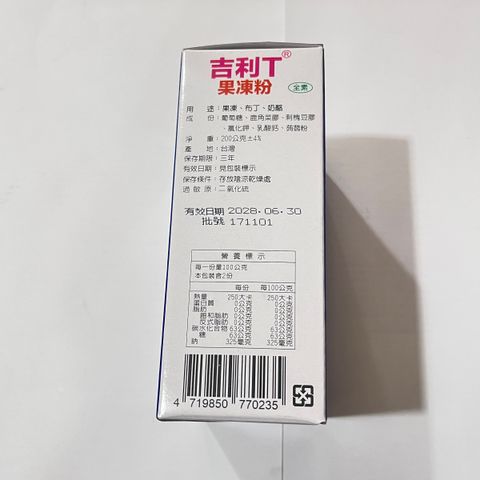 吉利T®
果凍粉 全素
用 途：果凍、布丁、奶酪
成 份：葡萄糖、鹿角菜膠、刺槐豆膠
、氯化鉀、乳酸鈣、蒟蒻粉
淨 重：200公克±4%
產 地：台灣
保存期限：三年
有效日期：見包裝標示
保存條件：存放陰涼乾燥處
過 敏 原：二氧化硫
有效日期 2028.06.30
批號 171101
營 養 標 示
每一份量100公克
本包裝含2份
每份 每100公克
熱量 250大卡 250大卡
蛋白質 0公克 0公克
脂肪 0公克 0公克
飽和脂肪 0公克 0公克
反式脂肪 0公克 0公克
碳水化合物 63公克 63公克
糖 63公克 63公克
鈉 325毫克 325毫克
4 719850 770235